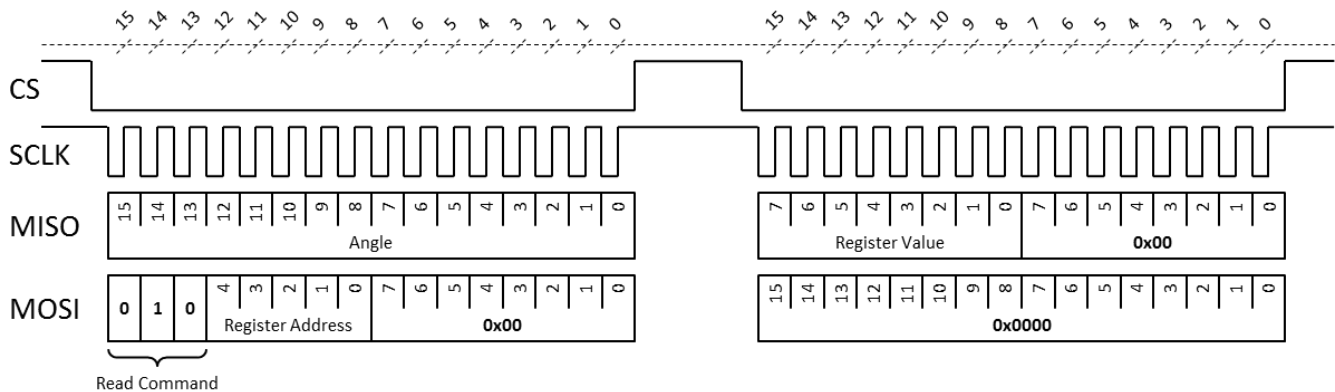 15 14 13 12 11 10 9 8 7 6 5 4 3 2 1 0 15 14 13 12 11 10 9 8 7 6 5 4 3 2 1 0
CS
SCLK
MISO 15 14 13 12 11 10 9 8 7 6 5 4 3 2 1 0 7 6 5 4 3 2 1 0 7 6 5 4 3 2 1 0
Angle Register Value 0x00
MOSI 0 1 0 4 3 2 1 0 7 6 5 4 3 2 1 0 15 14 13 12 11 10 9 8 7 6 5 4 3 2 1 0
Register Address 0x00 0x0000
Read Command